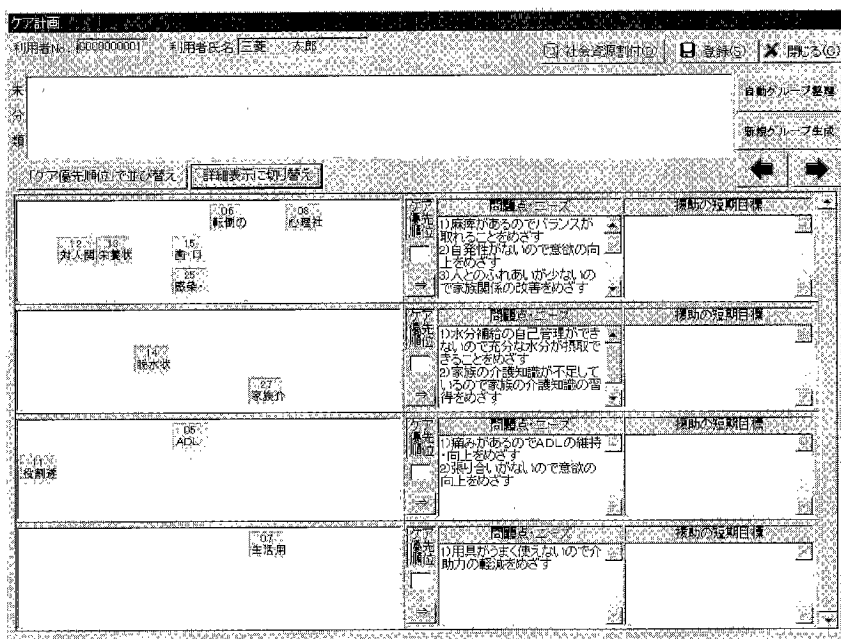 ケア計画
利用者No. 0000000001 利用者氏名 三菱 太郎
社会資源割付(D) 登録(S) 閉じる(C)
未分類
自動グループ整理
新規グループ生成
「ケア優先順位」で並び替え 詳細表示に切り替え
06 転倒の
08 心理社
12 対人関
13 栄養状
15 歯・口
25 感染・
ケア優先順位
⇒
問題点・ニーズ
援助の短期目標
1)麻痺があるのでバランスが
取れることをめざす
2)自発性がないので意欲の向
上をめざす
3)人とのふれあいが少ないの
で家族関係の改善をめざす
14 脱水状
27 家族介
ケア優先順位
⇒
問題点・ニーズ
援助の短期目標
1)水分補給の自己管理ができ
ないので充分な水分が摂取で
きることをめざす
2)家族の介護知識が不足して
いるので家族の介護知識の習
得をめざす
05 ADL
11 役割遂
ケア優先順位
⇒
問題点・ニーズ
援助の短期目標
1)痛みがあるのでADLの維持
・向上をめざす
2)張り合いがないので意欲の
向上をめざす
07 生活用
ケア優先順位
⇒
問題点・ニーズ
援助の短期目標
1)用具がうまく使えないので介
助力の軽減をめざす